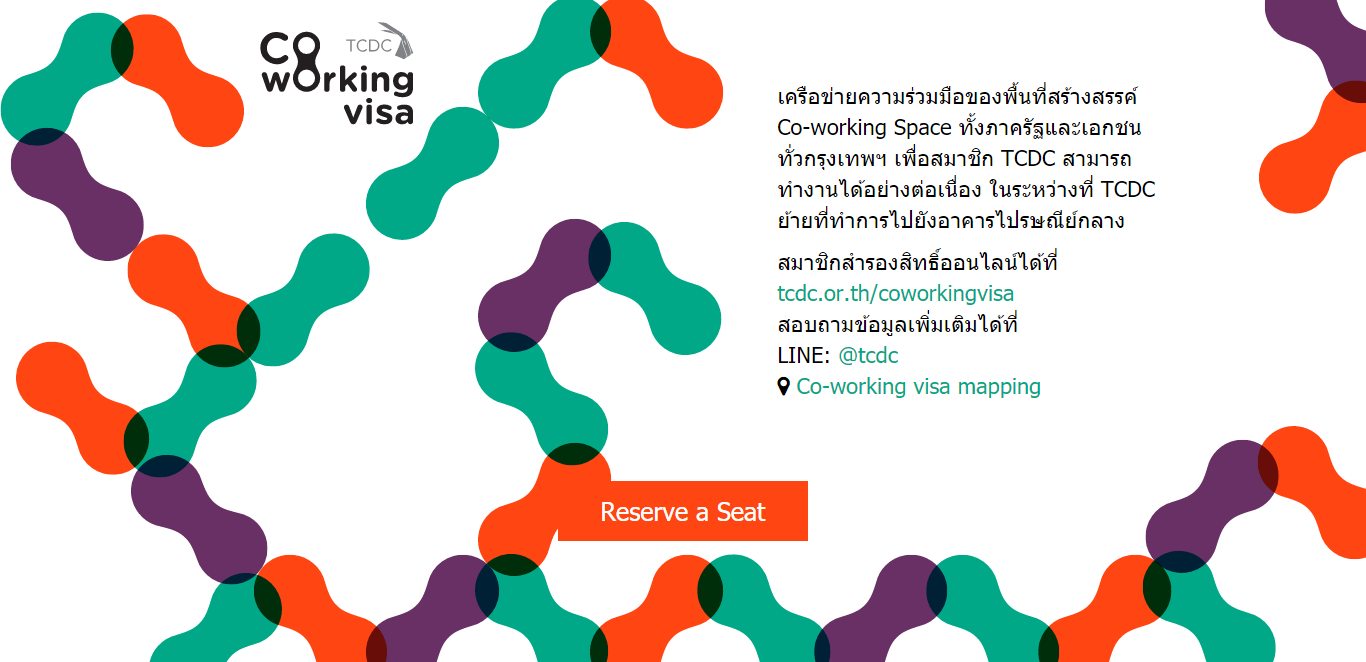 CO
TCDC
working
visa
เครือข่ายความร่วมมือของพื้นที่สร้างสรรค์
Co-working Space ทั้งภาครัฐและเอกชน
ทั่วกรุงเทพฯ เพื่อสมาชิก TCDC สามารถ
ทำงานได้อย่างต่อเนื่อง ในระหว่างที่ TCDC
ย้ายที่ทำการไปยังอาคารไปรษณีย์กลาง
สมาชิกสำรองสิทธิ์ออนไลน์ได้ที่
tcdc.or.th/coworkingvisa
สอบถามข้อมูลเพิ่มเติมได้ที่
LINE: @tcdc
Co-working visa mapping
Reserve a Seat